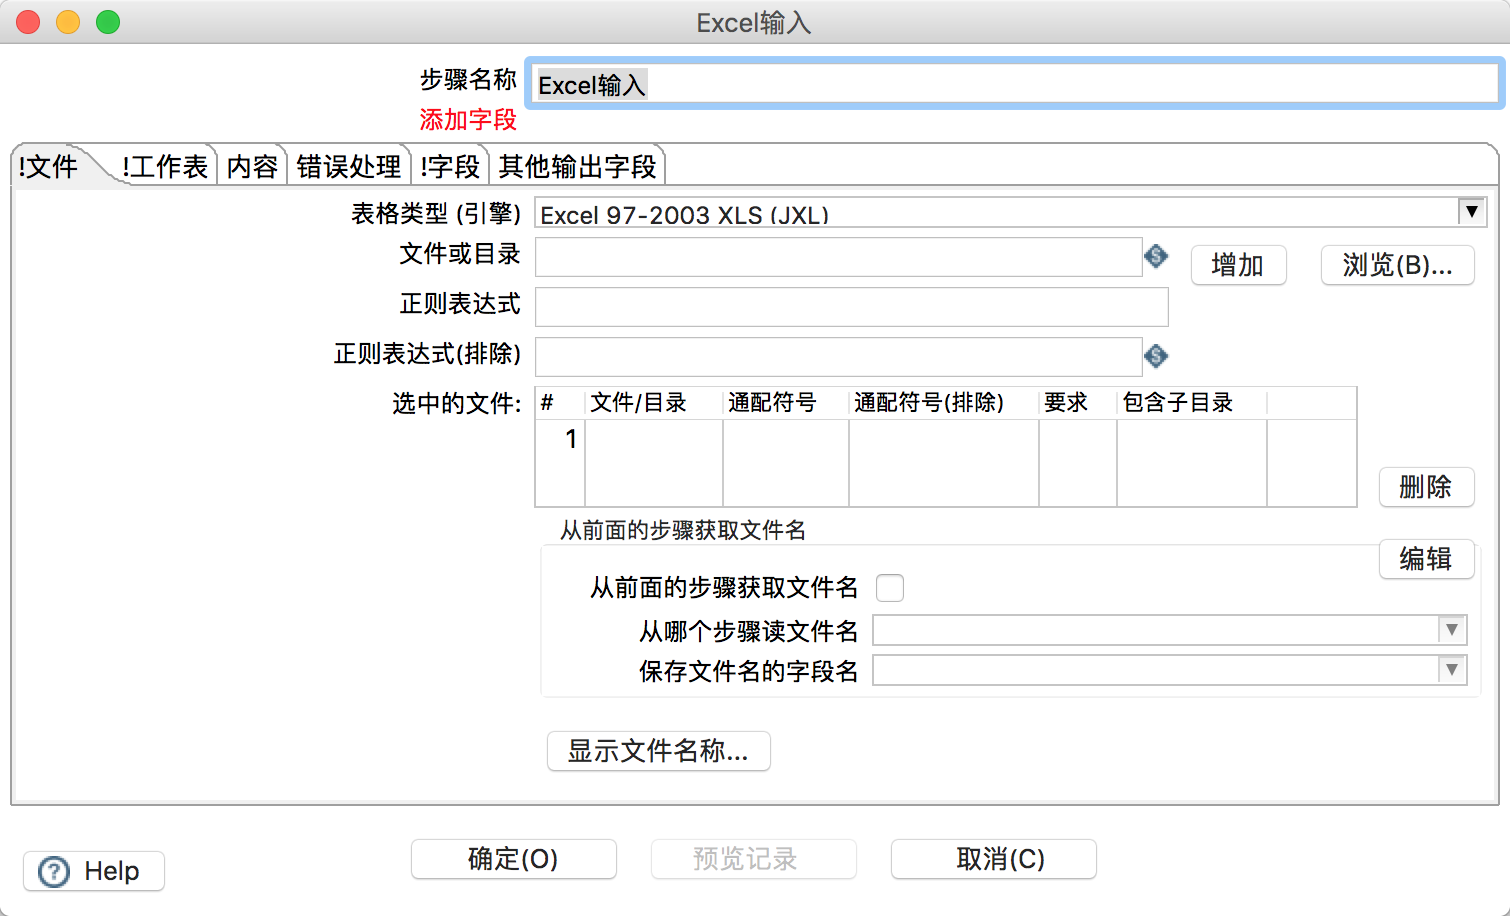 Excel输入
步骤名称 Excel输入
添加字段
!文件 !工作表 内容 错误处理 !字段 其他输出字段
表格类型 (引擎) Excel 97-2003 XLS (JXL)
文件或目录 增加 浏览(B)...
正则表达式
正则表达式(排除)
选中的文件: # 文件/目录 通配符号 通配符号(排除) 要求 包含子目录
1
删除
从前面的步骤获取文件名
编辑
从前面的步骤获取文件名
从哪个步骤读文件名
保存文件名的字段名
显示文件名称...
Help 确定(O) 预览记录 取消(C)